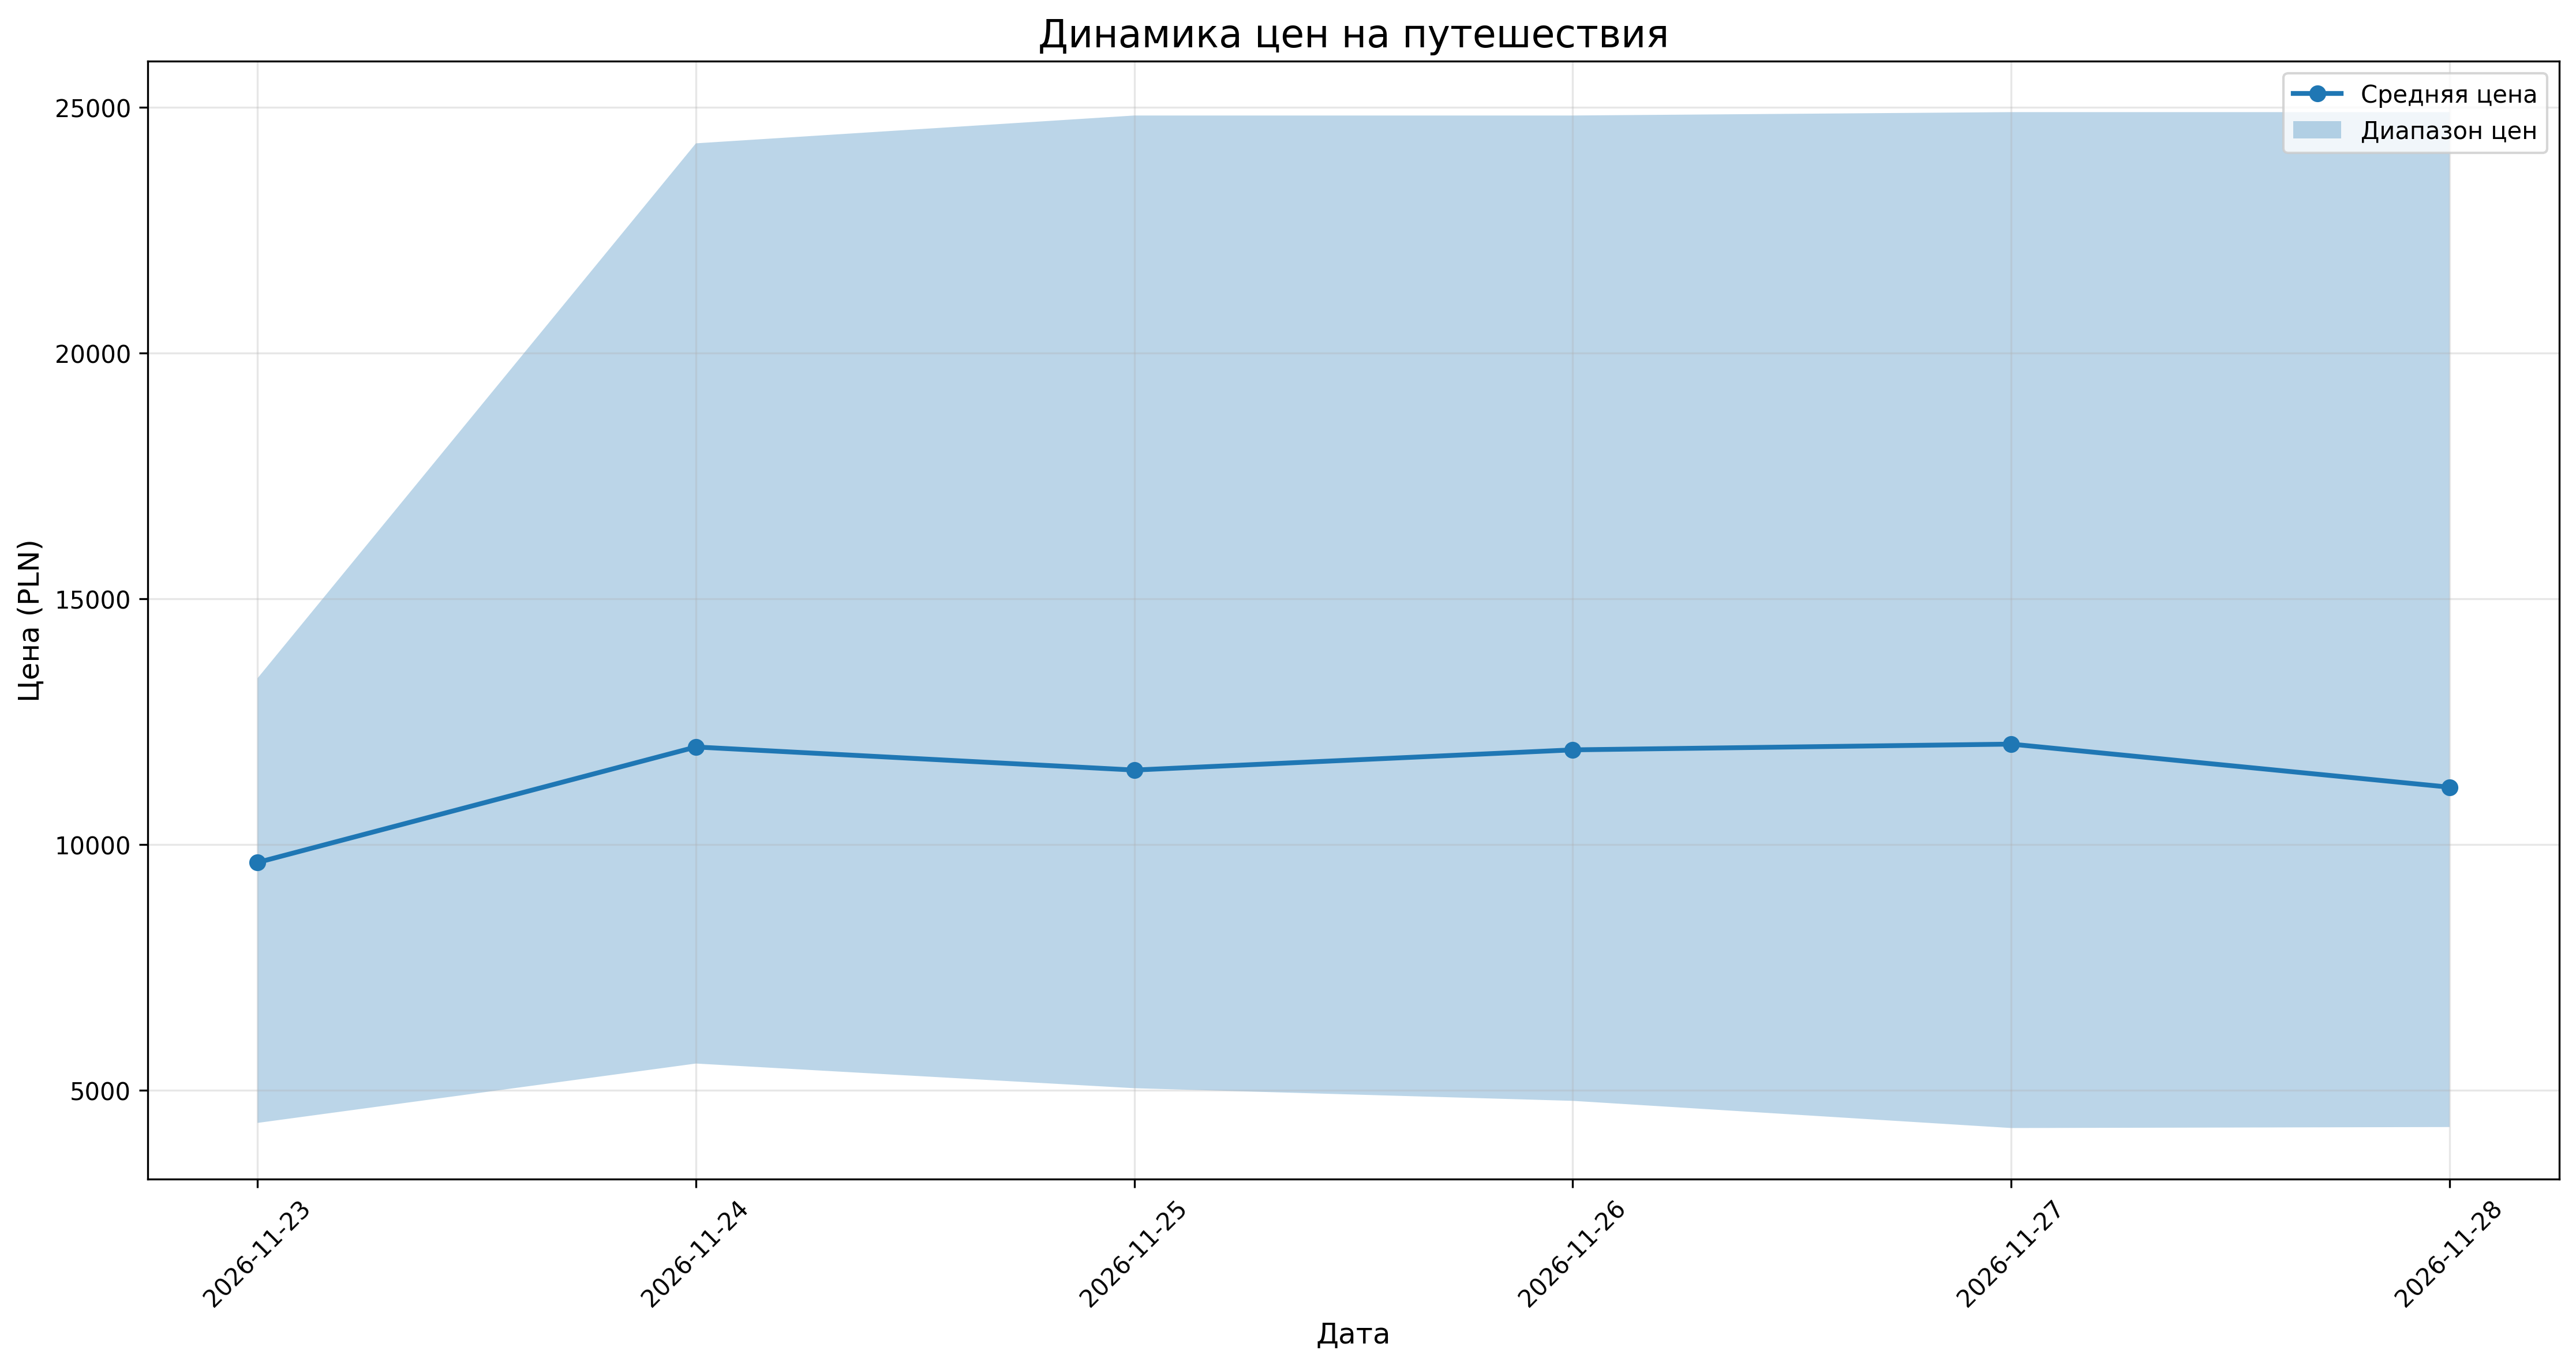 Динамика цен на путешествия
Средняя цена
Диапазон цен
Цена (PLN)
25000
20000
15000
10000
5000
2026-11-23
2026-11-24
2026-11-25
2026-11-26
2026-11-27
2026-11-28
Дата